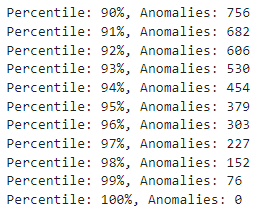 Percentile: 90%, Anomalies: 756
Percentile: 91%, Anomalies: 682
Percentile: 92%, Anomalies: 606
Percentile: 93%, Anomalies: 530
Percentile: 94%, Anomalies: 454
Percentile: 95%, Anomalies: 379
Percentile: 96%, Anomalies: 303
Percentile: 97%, Anomalies: 227
Percentile: 98%, Anomalies: 152
Percentile: 99%, Anomalies: 76
Percentile: 100%, Anomalies: 0